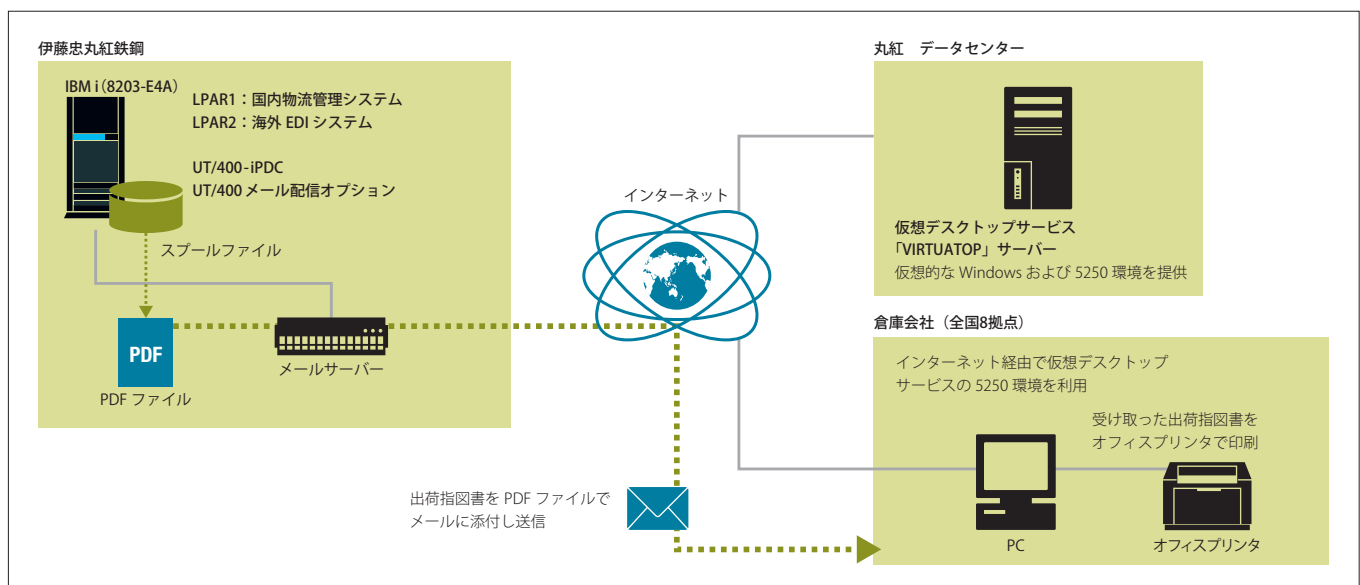 伊藤忠丸紅鉄鋼
IBM i（8203-E4A）
LPAR1：国内物流管理システム
LPAR2：海外 EDI システム
UT/400-iPDC
UT/400 メール配信オプション
スプールファイル
PDF
PDF ファイル
メールサーバー
インターネット
出荷指図書を PDF ファイルで
メールに添付し送信
丸紅　データセンター
仮想デスクトップサービス
「VIRTUATOP」サーバー
仮想的な Windows および 5250 環境を提供
倉庫会社（全国8拠点）
インターネット経由で仮想デスクトップ
サービスの 5250 環境を利用
受け取った出荷指図書を
オフィスプリンタで印刷
PC
オフィスプリンタ